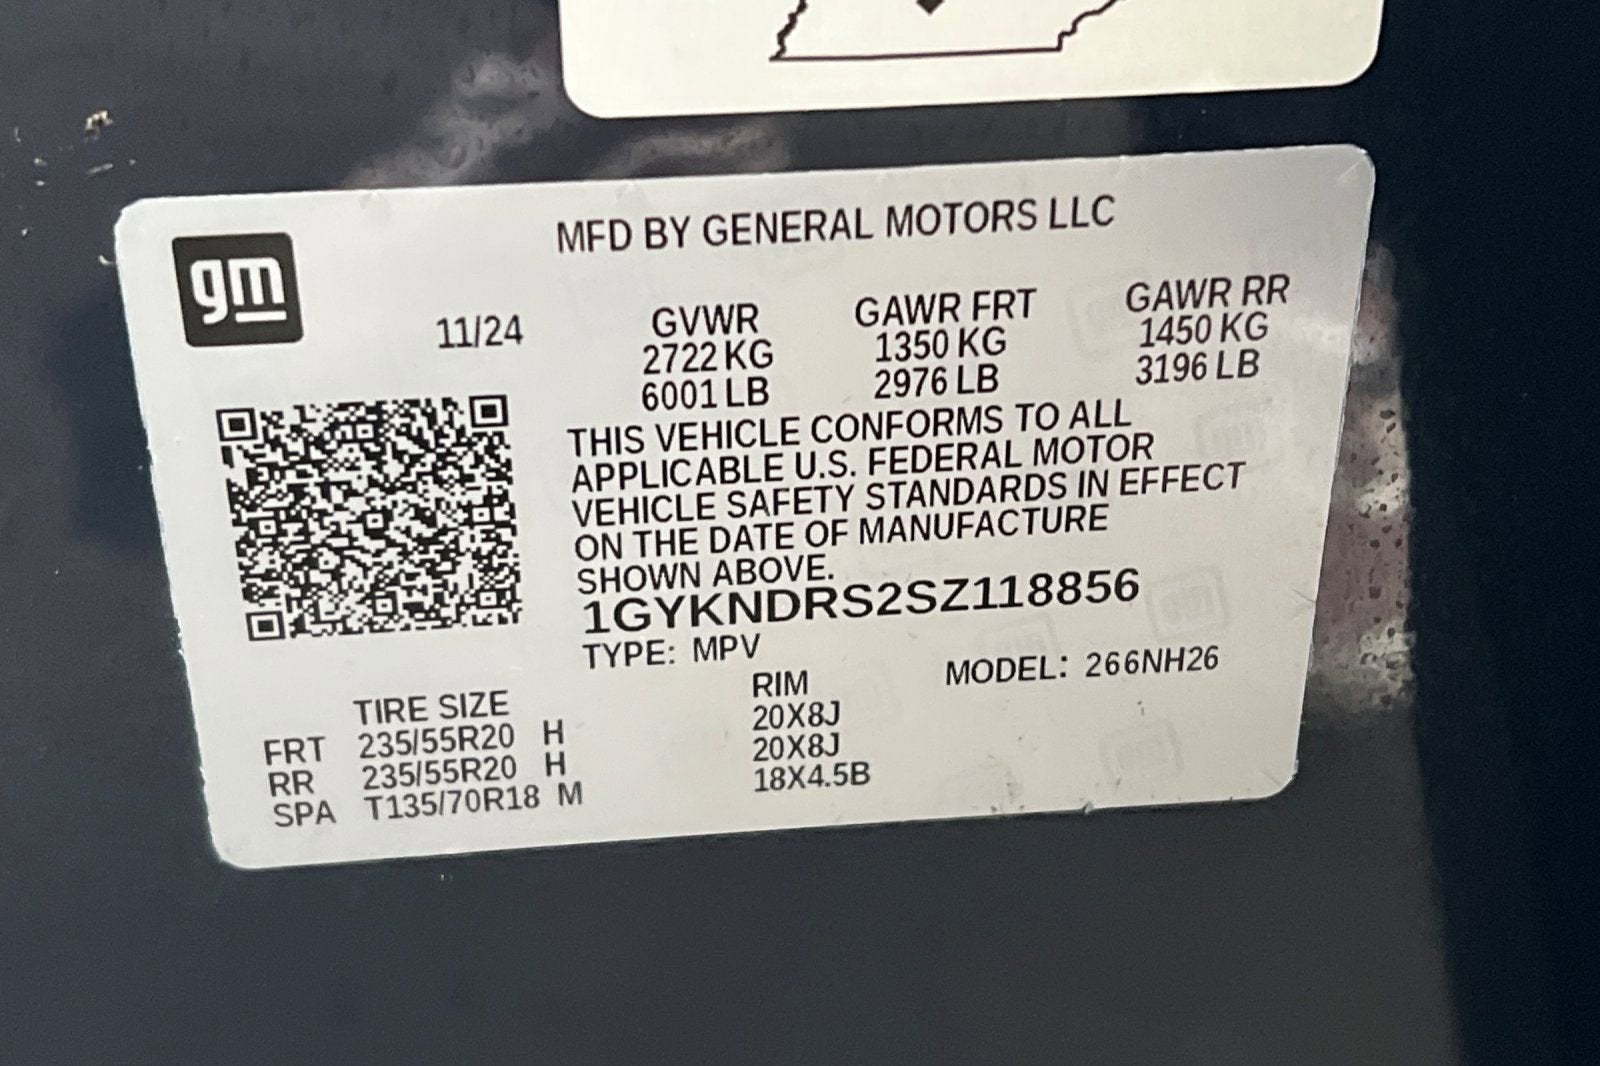 gm
MFD BY GENERAL MOTORS LLC
11/24 GVWR GAWR FRT GAWR RR
2722 KG 1350 KG 1450 KG
6001 LB 2976 LB 3196 LB
THIS VEHICLE CONFORMS TO ALL
APPLICABLE U.S. FEDERAL MOTOR
VEHICLE SAFETY STANDARDS IN EFFECT
ON THE DATE OF MANUFACTURE
SHOWN ABOVE.
1GYKNDRS2SZ118856
TYPE: MPV MODEL: 266NH26
TIRE SIZE RIM
FRT 235/55R20 H 20X8J
RR 235/55R20 H 20X8J
SPA T135/70R18 M 18X4.5B